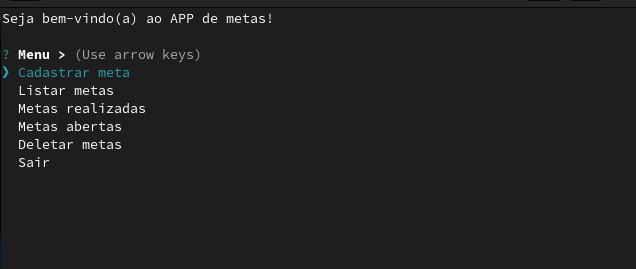 Seja bem-vindo(a) ao APP de metas!
? Menu > (Use arrow keys)
❯ Cadastrar meta
Listar metas
Metas realizadas
Metas abertas
Deletar metas
Sair